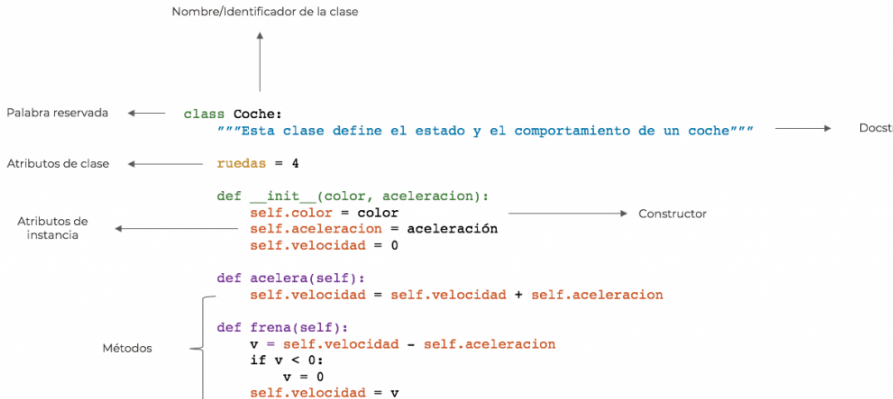 Nombre/Identificador de la clase
Palabra reservada
class Coche:
"""Esta clase define el estado y el comportamiento de un coche"""
Atributos de clase
ruedas = 4
def __init__(color, aceleracion):
self.color = color
Constructor
Atributos de
instancia
self.aceleracion = aceleración
self.velocidad = 0
def acelera(self):
self.velocidad = self.velocidad + self.aceleracion
def frena(self):
Métodos
v = self.velocidad - self.aceleracion
if v < 0:
v = 0
self.velocidad = v